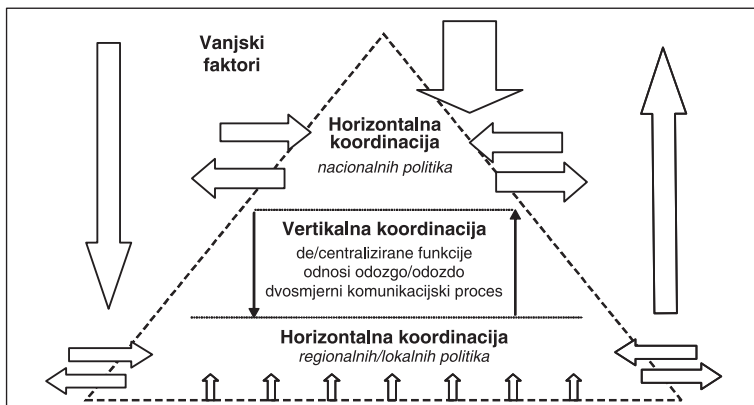 Vanjski
faktori
Horizontalna
koordinacija
nacionalnih politika
Vertikalna koordinacija
de/centralizirane funkcije
odnosi odozgo/odozdo
dvosmjerni komunikacijski proces
Horizontalna koordinacija
regionalnih/lokalnih politika